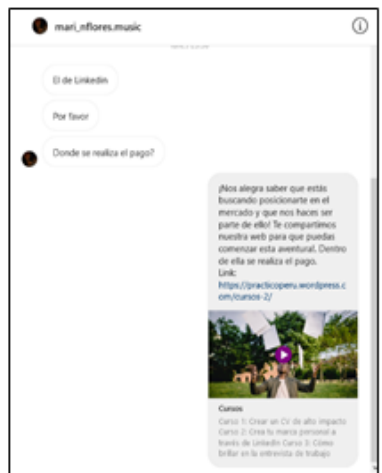 mari_nflores.music
El de Linkedin
Por favor
Donde se realiza el pago?
¡Nos alegra saber que estás
buscando posicionarte en el
mercado y que nos haces ser
parte de ello! Te compartimos
nuestra web para que puedas
comenzar esta aventura!. Dentro
de ella se realiza el pago.
Link:
https://practicoperu.wordpress.c
om/cursos-2/
Cursos
Curso 1: Crear un CV de alto impacto
Curso 2: Crea tu marca personal a
través de LinkedIn Curso 3: Cómo
brillar en la entrevista de trabajo